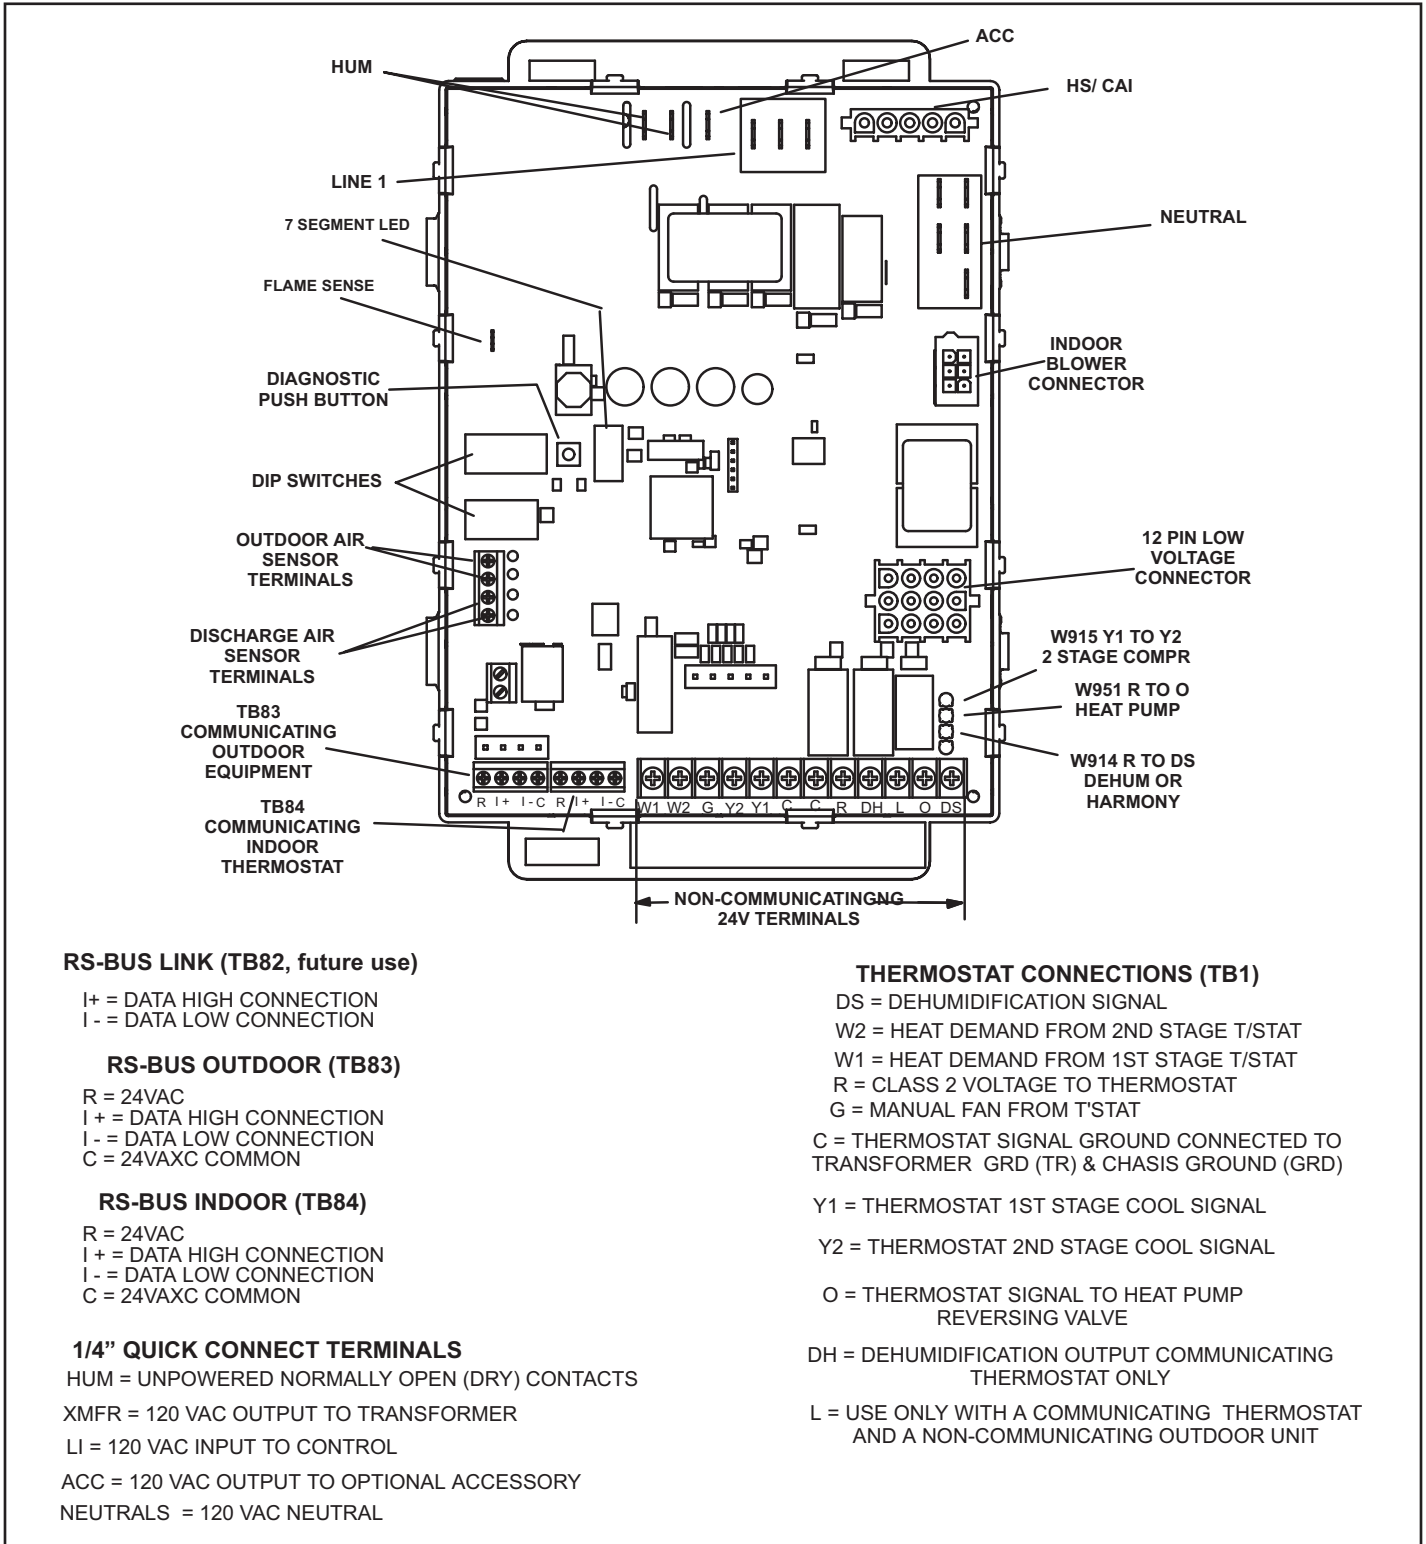 HUM
ACC
HS/ CAI
LINE 1
7 SEGMENT LED
NEUTRAL
FLAME SENSE
INDOOR
BLOWER
CONNECTOR
DIAGNOSTIC
PUSH BUTTON
DIP SWITCHES
OUTDOOR AIR
SENSOR
TERMINALS
12 PIN LOW
VOLTAGE
CONNECTOR
DISCHARGE AIR
SENSOR
TERMINALS
W915 Y1 TO Y2
2 STAGE COMPR
W951 R TO O
HEAT PUMP
TB83
COMMUNICATING
OUTDOOR
EQUIPMENT
W914 R TO DS
DEHUM OR
HARMONY
TB84
COMMUNICATING
INDOOR
THERMOSTAT
R I+ I-C R I+ I-C W1 W2 G Y2 Y1 C C R DH L O DS
NON-COMMUNICATINGNG
24V TERMINALS
RS-BUS LINK (TB82, future use)
I+ = DATA HIGH CONNECTION
I - = DATA LOW CONNECTION
RS-BUS OUTDOOR (TB83)
R = 24VAC
I + = DATA HIGH CONNECTION
I - = DATA LOW CONNECTION
C = 24VAXC COMMON
RS-BUS INDOOR (TB84)
R = 24VAC
I + = DATA HIGH CONNECTION
I - = DATA LOW CONNECTION
C = 24VAXC COMMON
1/4” QUICK CONNECT TERMINALS
HUM = UNPOWERED NORMALLY OPEN (DRY) CONTACTS
XMFR = 120 VAC OUTPUT TO TRANSFORMER
LI = 120 VAC INPUT TO CONTROL
ACC = 120 VAC OUTPUT TO OPTIONAL ACCESSORY
NEUTRALS = 120 VAC NEUTRAL
THERMOSTAT CONNECTIONS (TB1)
DS = DEHUMIDIFICATION SIGNAL
W2 = HEAT DEMAND FROM 2ND STAGE T/STAT
W1 = HEAT DEMAND FROM 1ST STAGE T/STAT
R = CLASS 2 VOLTAGE TO THERMOSTAT
G = MANUAL FAN FROM T'STAT
C = THERMOSTAT SIGNAL GROUND CONNECTED TO
TRANSFORMER GRD (TR) & CHASIS GROUND (GRD)
Y1 = THERMOSTAT 1ST STAGE COOL SIGNAL
Y2 = THERMOSTAT 2ND STAGE COOL SIGNAL
O = THERMOSTAT SIGNAL TO HEAT PUMP
REVERSING VALVE
DH = DEHUMIDIFICATION OUTPUT COMMUNICATING
THERMOSTAT ONLY
L = USE ONLY WITH A COMMUNICATING THERMOSTAT
AND A NON-COMMUNICATING OUTDOOR UNIT